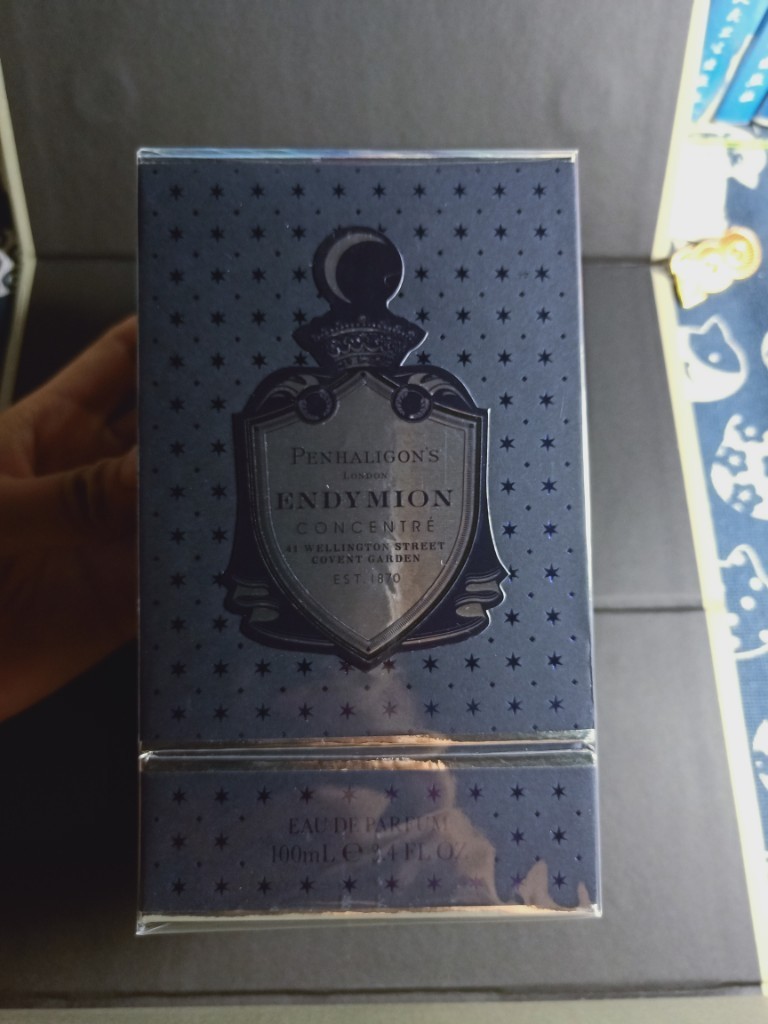 PENHALIGON'S
LONDON
ENDYMION
CONCENTRÉ
41 WELLINGTON STREET
COVENT GARDEN
EST. 1870
EAU DE PARFUM
100mL ℮ 3.4 FL OZ.